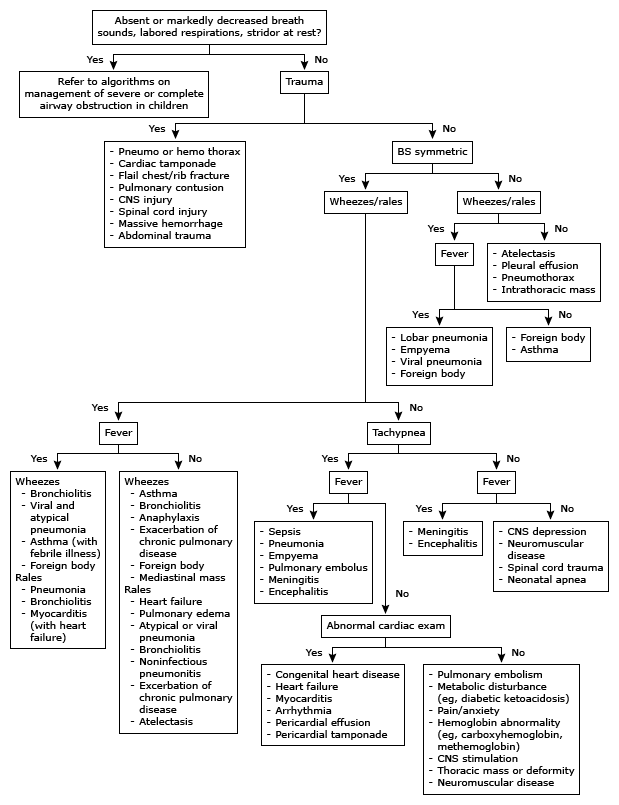 Absent or markedly decreased breath
sounds, labored respirations, stridor at rest?
Yes
No
Refer to algorithms on
management of severe or complete
airway obstruction in children
Trauma
Yes
No
- Pneumo or hemo thorax
- Cardiac tamponade
- Flail chest/rib fracture
- Pulmonary contusion
- CNS injury
- Spinal cord injury
- Massive hemorrhage
- Abdominal trauma
BS symmetric
Yes
No
Wheezes/rales
Wheezes/rales
Yes
No
Fever
- Atelectasis
- Pleural effusion
- Pneumothorax
- Intrathoracic mass
Yes
No
- Lobar pneumonia
- Empyema
- Viral pneumonia
- Foreign body
- Foreign body
- Asthma
Yes
No
Fever
Tachypnea
Yes
No
Wheezes
- Bronchiolitis
- Viral and
atypical
pneumonia
- Asthma (with
febrile illness)
- Foreign body
Rales
- Pneumonia
- Bronchiolitis
- Myocarditis
(with heart
failure)
Wheezes
- Asthma
- Bronchiolitis
- Anaphylaxis
- Exacerbation of
chronic pulmonary
disease
- Foreign body
- Mediastinal mass
Rales
- Heart failure
- Pulmonary edema
- Atypical or viral
pneumonia
- Bronchiolitis
- Noninfectious
pneumonitis
- Excerbation of
chronic pulmonary
disease
- Atelectasis
Yes
No
Fever
Fever
Yes
No
- Sepsis
- Pneumonia
- Empyema
- Pulmonary embolus
- Meningitis
- Encephalitis
Yes
No
- Meningitis
- Encephalitis
- CNS depression
- Neuromuscular
disease
- Spinal cord trauma
- Neonatal apnea
Abnormal cardiac exam
Yes
No
- Congenital heart disease
- Heart failure
- Myocarditis
- Arrhythmia
- Pericardial effusion
- Pericardial tamponade
- Pulmonary embolism
- Metabolic disturbance
(eg, diabetic ketoacidosis)
- Pain/anxiety
- Hemoglobin abnormality
(eg, carboxyhemoglobin,
methemoglobin)
- CNS stimulation
- Thoracic mass or deformity
- Neuromuscular disease